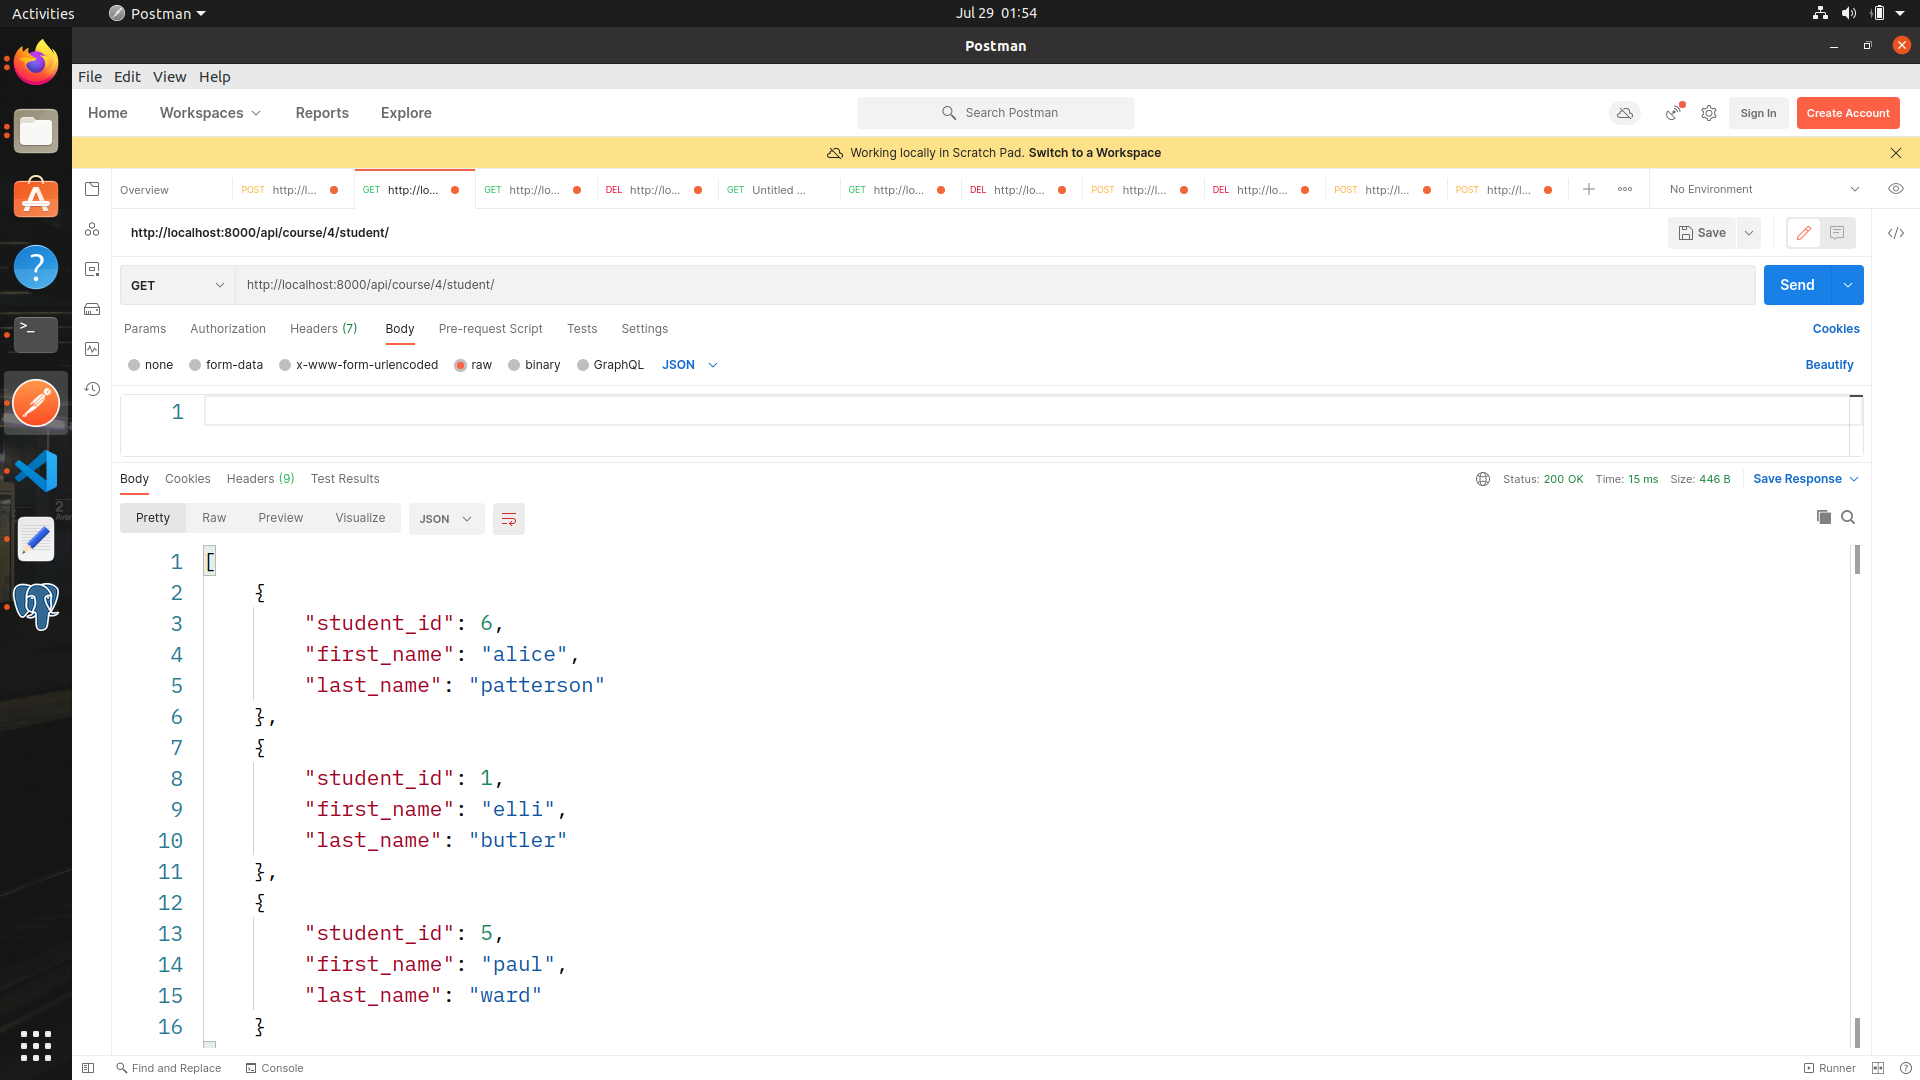 Activities Postman Jul 29 01:54
Postman
File Edit View Help
Home Workspaces Reports Explore Search Postman Sign In Create Account
Working locally in Scratch Pad. Switch to a Workspace
Overview POST http://l... GET http://lo... GET http://lo... DEL http://lo... GET Untitled ... GET http://lo... DEL http://lo... POST http://l... DEL http://lo... POST http://l... POST http://l... No Environment
http://localhost:8000/api/course/4/student/ Save
GET http://localhost:8000/api/course/4/student/ Send
Params Authorization Headers (7) Body Pre-request Script Tests Settings Cookies
none form-data x-www-form-urlencoded raw binary GraphQL JSON Beautify
1
Body Cookies Headers (9) Test Results Status: 200 OK Time: 15 ms Size: 446 B Save Response
Pretty Raw Preview Visualize JSON
1 [
2 {
3 "student_id": 6,
4 "first_name": "alice",
5 "last_name": "patterson"
6 },
7 {
8 "student_id": 1,
9 "first_name": "elli",
10 "last_name": "butler"
11 },
12 {
13 "student_id": 5,
14 "first_name": "paul",
15 "last_name": "ward"
16 }
Find and Replace Console Runner